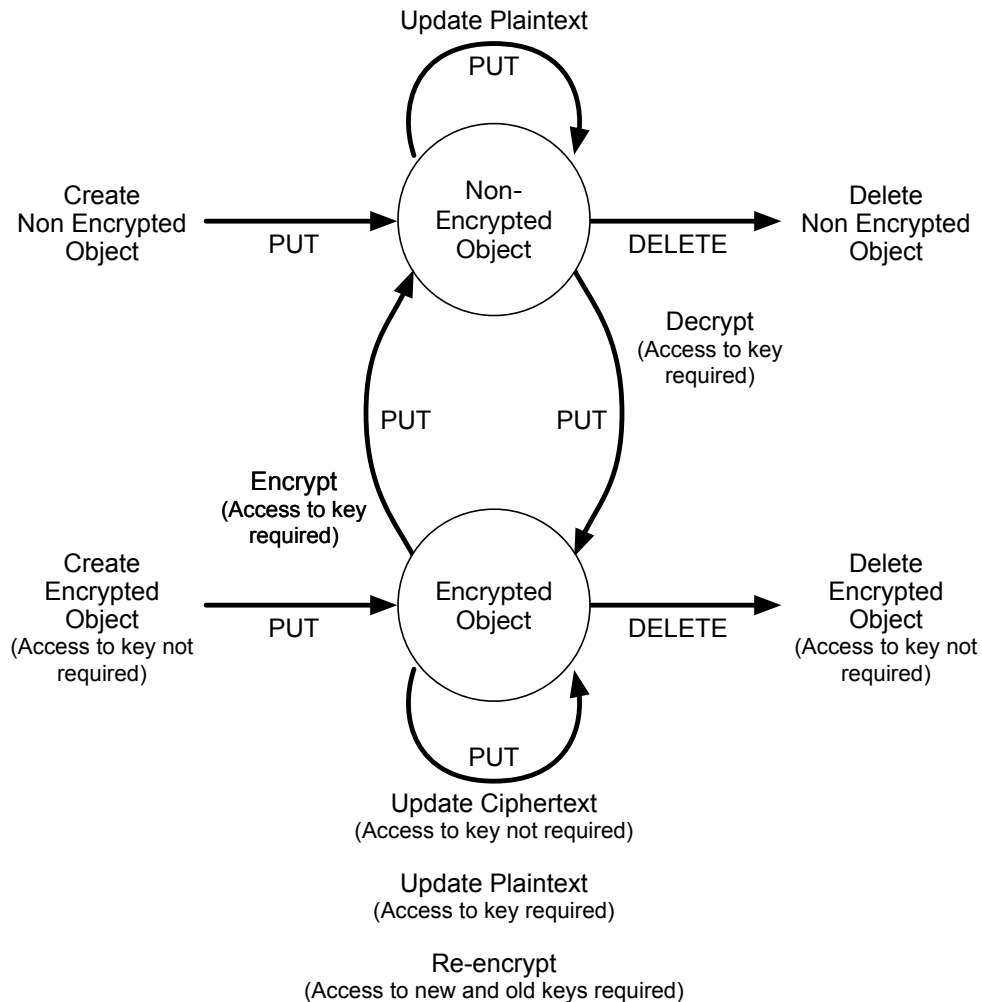 Update Plaintext
PUT
Create
Non Encrypted
Object
PUT
Non-
Encrypted
Object
DELETE
Delete
Non Encrypted
Object
Decrypt
(Access to key
required)
PUT
PUT
Encrypt
(Access to key
required)
Create
Encrypted
Object
(Access to key not
required)
PUT
Encrypted
Object
DELETE
Delete
Encrypted
Object
(Access to key not
required)
PUT
Update Ciphertext
(Access to key not required)
Update Plaintext
(Access to key required)
Re-encrypt
(Access to new and old keys required)